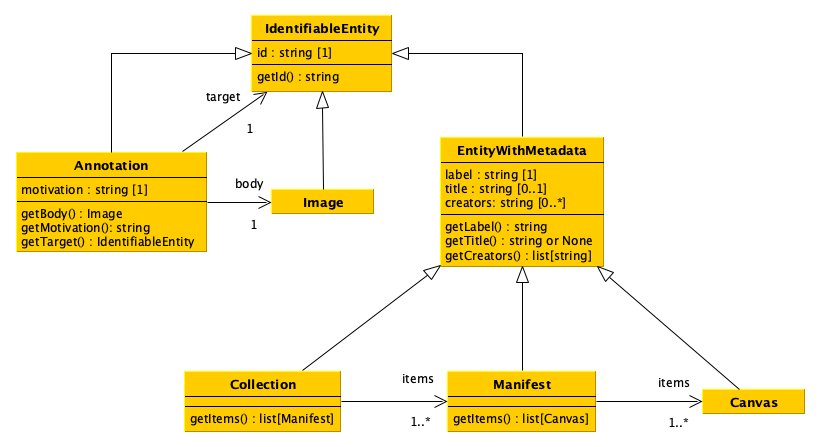 IdentifiableEntity
id : string [1]
getId() : string
target
1
Annotation
motivation : string [1]
getBody() : Image
getMotivation(): string
getTarget() : IdentifiableEntity
body
1
Image
EntityWithMetadata
label : string [1]
title : string [0..1]
creators: string [0..*]
getLabel() : string
getTitle() : string or None
getCreators() : list[string]
Collection
getItems() : list[Manifest]
items
1..*
Manifest
getItems() : list[Canvas]
items
1..*
Canvas